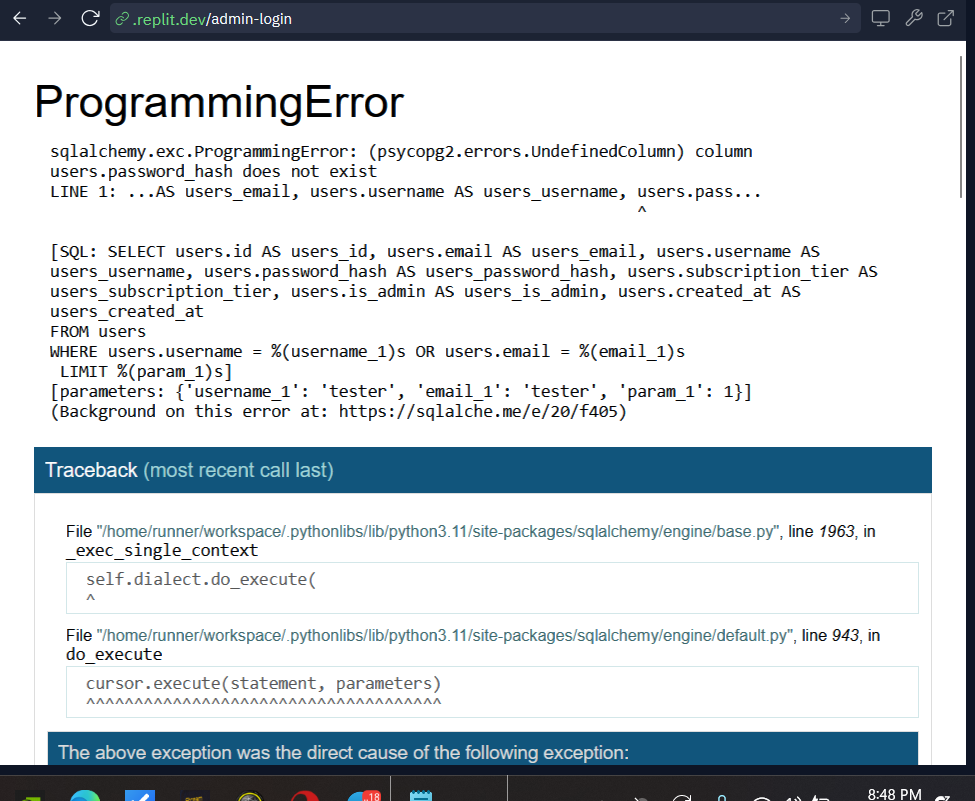 .replit.dev/admin-login
ProgrammingError
sqlalchemy.exc.ProgrammingError: (psycopg2.errors.UndefinedColumn) column
users.password_hash does not exist
LINE 1: ...AS users_email, users.username AS users_username, users.pass...
^
[SQL: SELECT users.id AS users_id, users.email AS users_email, users.username AS
users_username, users.password_hash AS users_password_hash, users.subscription_tier AS
users_subscription_tier, users.is_admin AS users_is_admin, users.created_at AS
users_created_at
FROM users
WHERE users.username = %(username_1)s OR users.email = %(email_1)s
LIMIT %(param_1)s]
[parameters: {'username_1': 'tester', 'email_1': 'tester', 'param_1': 1}]
(Background on this error at: https://sqlalche.me/e/20/f405)
Traceback (most recent call last)
File "/home/runner/workspace/.pythonlibs/lib/python3.11/site-packages/sqlalchemy/engine/base.py", line 1963, in
_exec_single_context
self.dialect.do_execute(
^
File "/home/runner/workspace/.pythonlibs/lib/python3.11/site-packages/sqlalchemy/engine/default.py", line 943, in
do_execute
cursor.execute(statement, parameters)
^^^^^^^^^^^^^^^^^^^^^^^^^^^^^^^^^^^^^
The above exception was the direct cause of the following exception:
18
8:48 PM